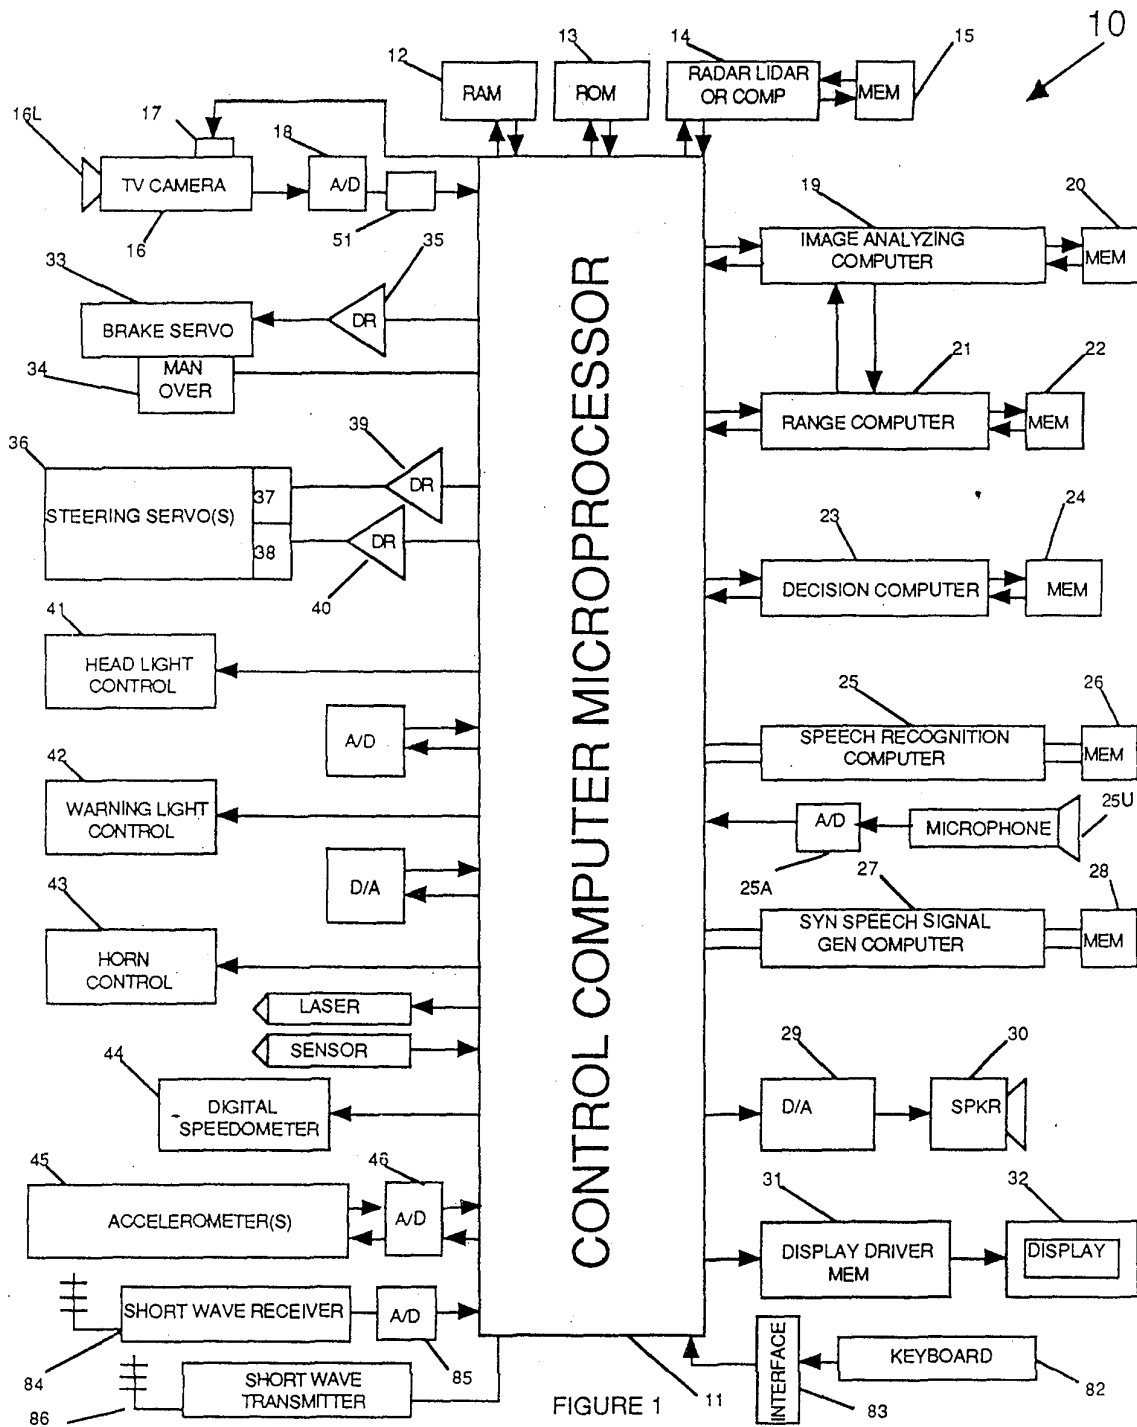 10
12
13
14
15
RAM
ROM
RADAR LIDAR
OR COMP
MEM
16L
17
18
TV CAMERA
A/D
16
51
19
20
IMAGE ANALYZING
COMPUTER
MEM
33
35
BRAKE SERVO
DR
34
MAN
OVER
21
22
RANGE COMPUTER
MEM
36
39
STEERING SERVO(S)
37
38
DR
DR
40
23
24
DECISION COMPUTER
MEM
41
HEAD LIGHT
CONTROL
A/D
25
26
SPEECH RECOGNITION
COMPUTER
MEM
42
WARNING LIGHT
CONTROL
D/A
A/D
MICROPHONE
25U
25A
43
HORN
CONTROL
27
28
SYN SPEECH SIGNAL
GEN COMPUTER
MEM
LASER
SENSOR
44
DIGITAL
SPEEDOMETER
29
30
D/A
SPKR
CONTROL COMPUTER MICROPROCESSOR
45
46
ACCELEROMETER(S)
A/D
31
32
DISPLAY DRIVER
MEM
DISPLAY
SHORT WAVE RECEIVER
A/D
84
85
SHORT WAVE
TRANSMITTER
86
FIGURE 1
11
INTERFACE
83
KEYBOARD
82